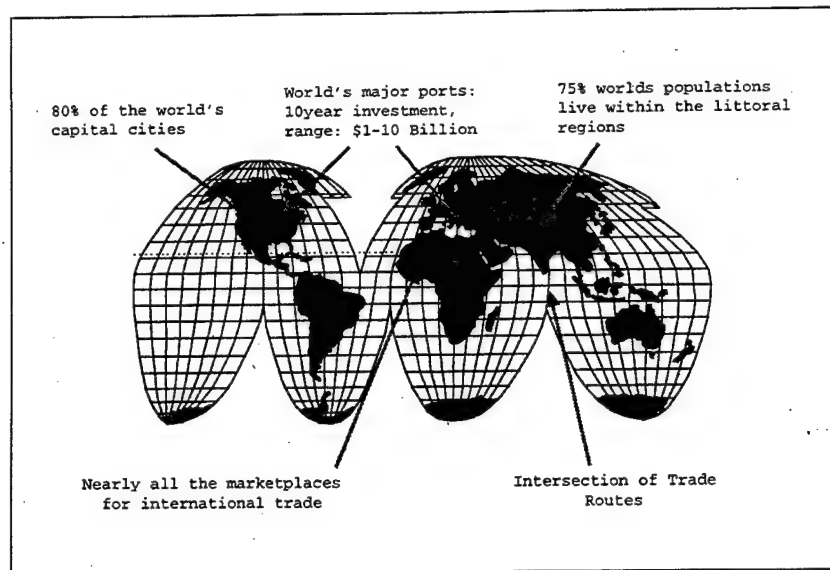 80% of the world's
capital cities
World's major ports:
10year investment,
range: $1-10 Billion
75% worlds populations
live within the littoral
regions
Nearly all the marketplaces
for international trade
Intersection of Trade
Routes